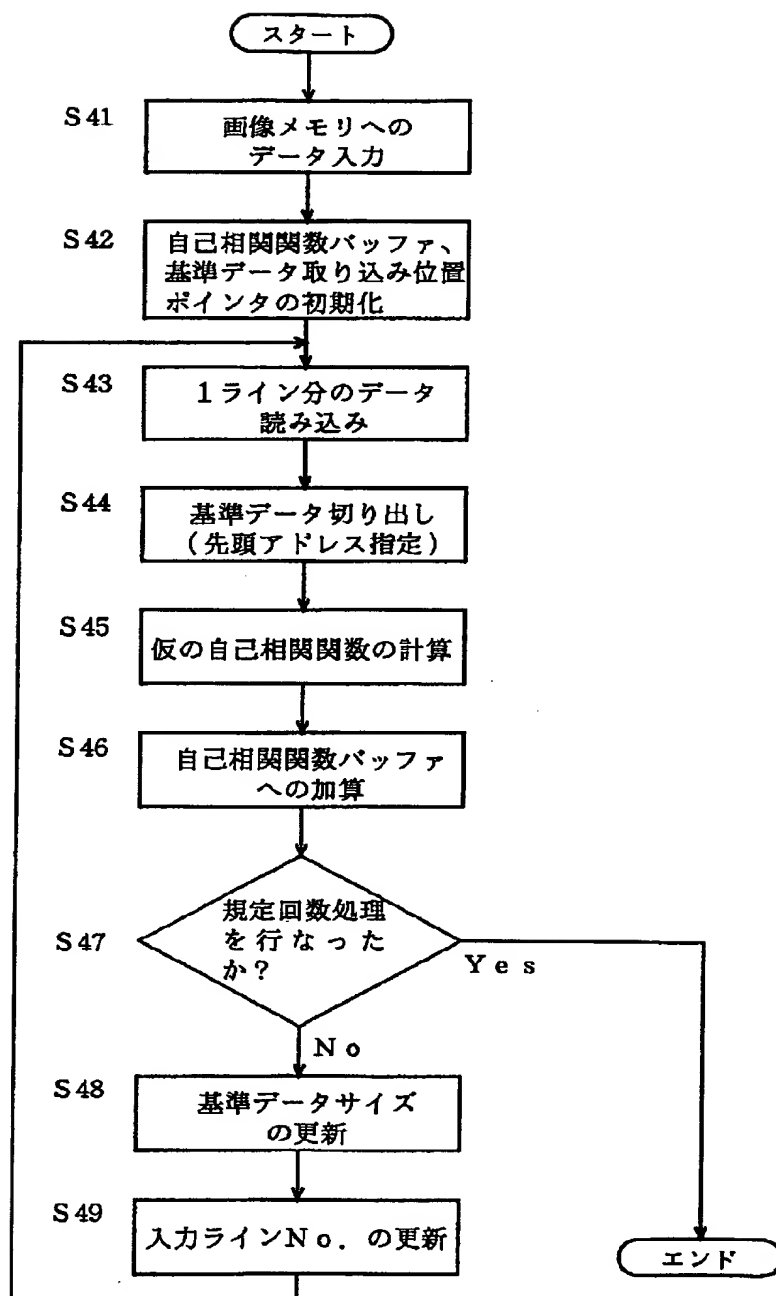 スタート
S41
画像メモリへの
データ入力
S42
自己相関関数バッファ、
基準データ取り込み位置
ポインタの初期化
S43
1ライン分のデータ
読み込み
S44
基準データ切り出し
(先頭アドレス指定)
S45
仮の自己相関関数の計算
S46
自己相関関数バッファ
への加算
S47
規定回数処理
を行なった
か?
Yes
No
S48
基準データサイズ
の更新
S49
入力ラインNo.の更新
エンド